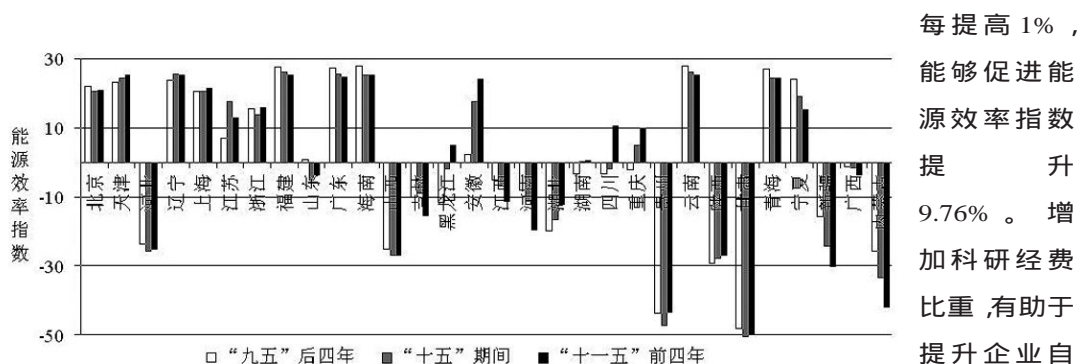 30
10
-10
-30
-50
能源效率指数
北京
天津
河北
辽宁
上海
江苏
浙江
福建
山东
广东
海南
山西
吉林
黑龙江
安徽
江西
河南
湖北
湖南
四川
重庆
贵州
云南
陕西
甘肃
青海
宁夏
新疆
广西
内蒙古
□ “九五”后四年 ■ “十五”期间 ■ “十一五”前四年
每提高1%，
能够促进能
源效率指数
提升
9.76%。增
加科研经费
比重,有助于
提升企业自